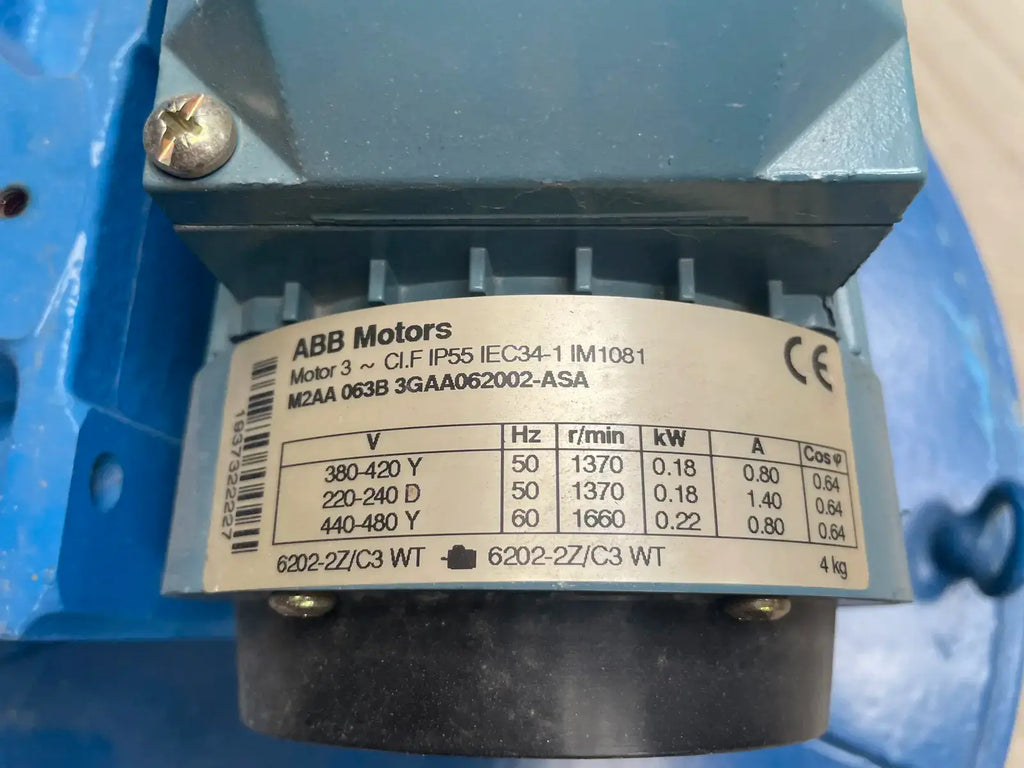 ABB Motors
CE
Motor 3 ~ Cl.F IP55 IEC34-1 IM1081
M2AA 063B 3GAA062002-ASA
V Hz r/min kW A Cos φ
380-420 Y 50 1370 0.18 0.80 0.64
220-240 D 50 1370 0.18 1.40 0.64
440-480 Y 60 1660 0.22 0.80 0.64
6202-2Z/C3 WT 6202-2Z/C3 WT 4 kg
1937322227